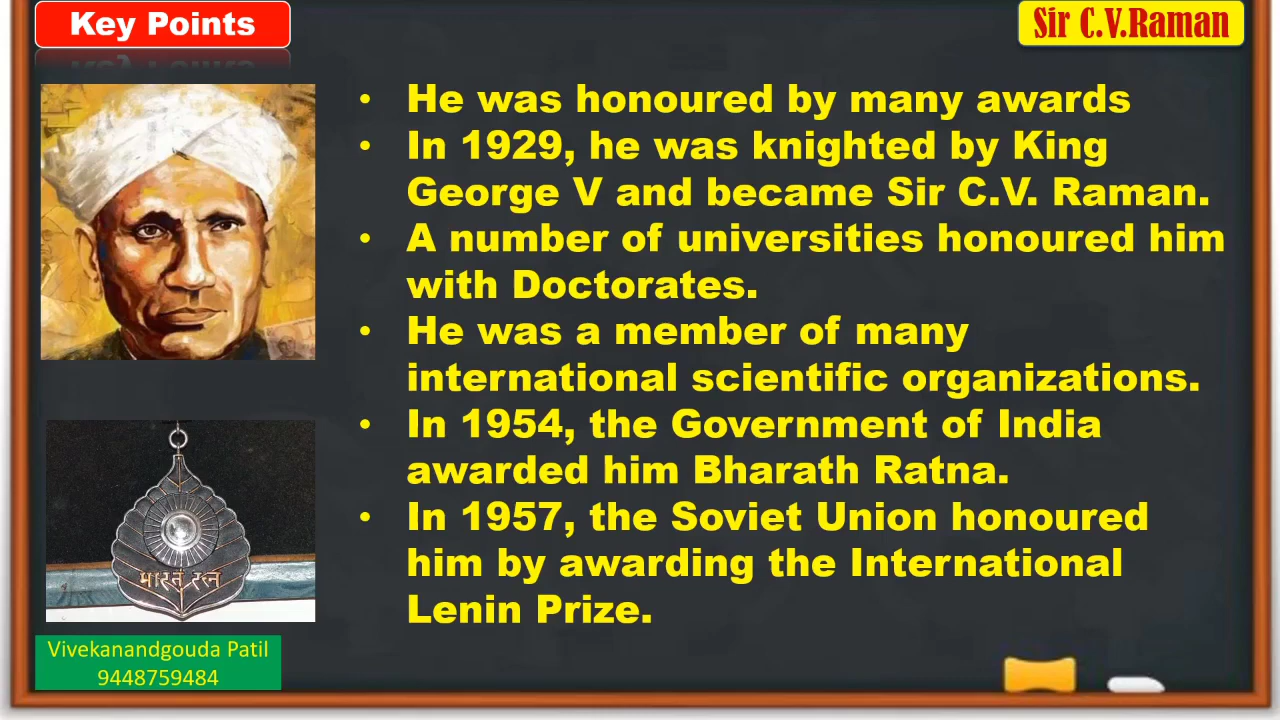 Key Points
Sir C.V.Raman
• He was honoured by many awards
• In 1929, he was knighted by King
George V and became Sir C.V. Raman.
• A number of universities honoured him
with Doctorates.
• He was a member of many
international scientific organizations.
• In 1954, the Government of India
awarded him Bharath Ratna.
• In 1957, the Soviet Union honoured
him by awarding the International
Lenin Prize.
भारत रत्न
Vivekanandgouda Patil
9448759484